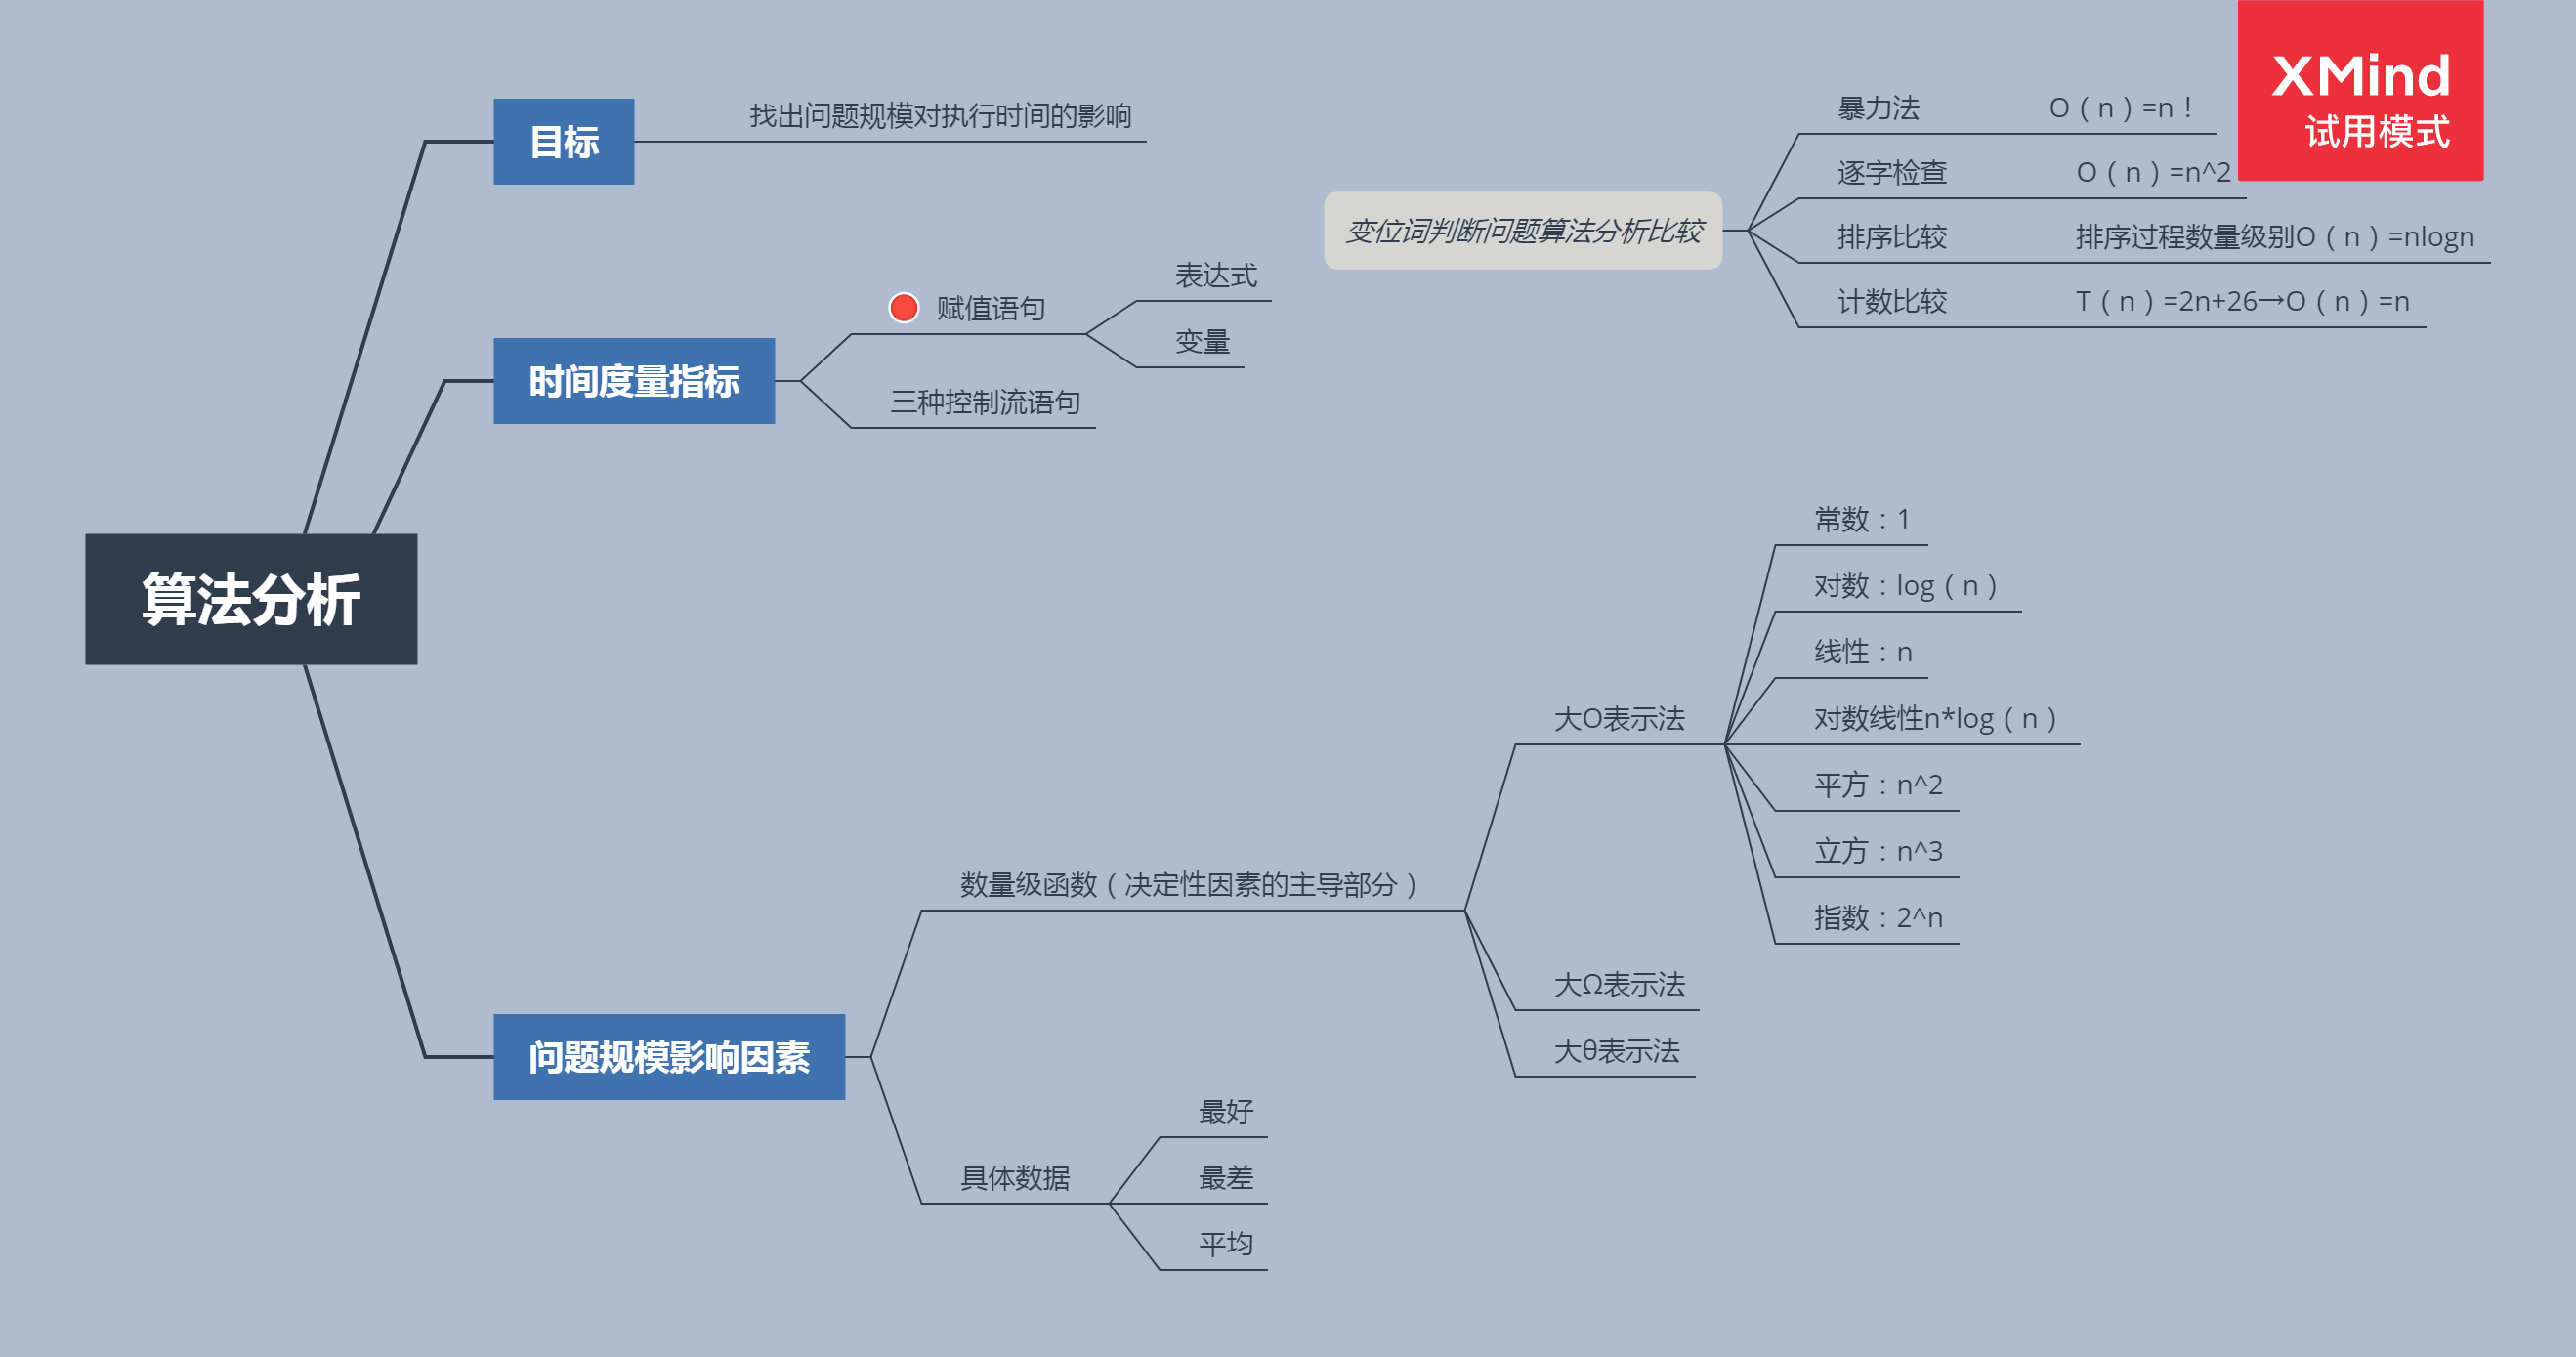 算法分析
目标
找出问题规模对执行时间的影响
时间度量指标
赋值语句
表达式
变量
三种控制流语句
问题规模影响因素
数量级函数（决定性因素的主导部分）
大O表示法
常数：1
对数：log（n）
线性：n
对数线性n*log（n）
平方：n^2
立方：n^3
指数：2^n
大Ω表示法
大θ表示法
具体数据
最好
最差
平均
变位词判断问题算法分析比较
暴力法 O（n）=n！
逐字检查 O（n）=n^2
排序比较 排序过程数量级别O（n）=nlogn
计数比较 T（n）=2n+26→O（n）=n
XMind
试用模式